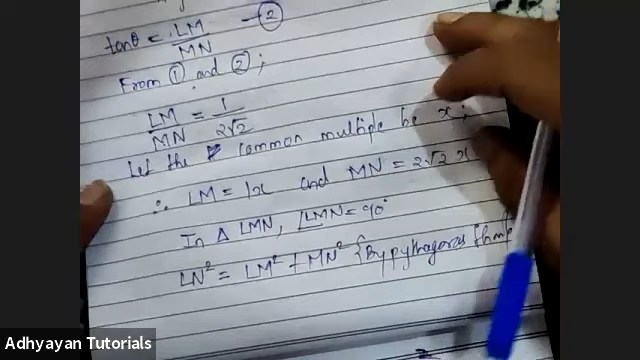 tanθ = LM/MN — ②
From ① and ② ;
LM/MN = 1/2√2
Let the common multiple be x ;
∴ LM = 1x and MN = 2√2 x
In Δ LMN, ∠LMN = 90°
LN² = LM² + MN² {By pythagoras
Adhyayan Tutorials